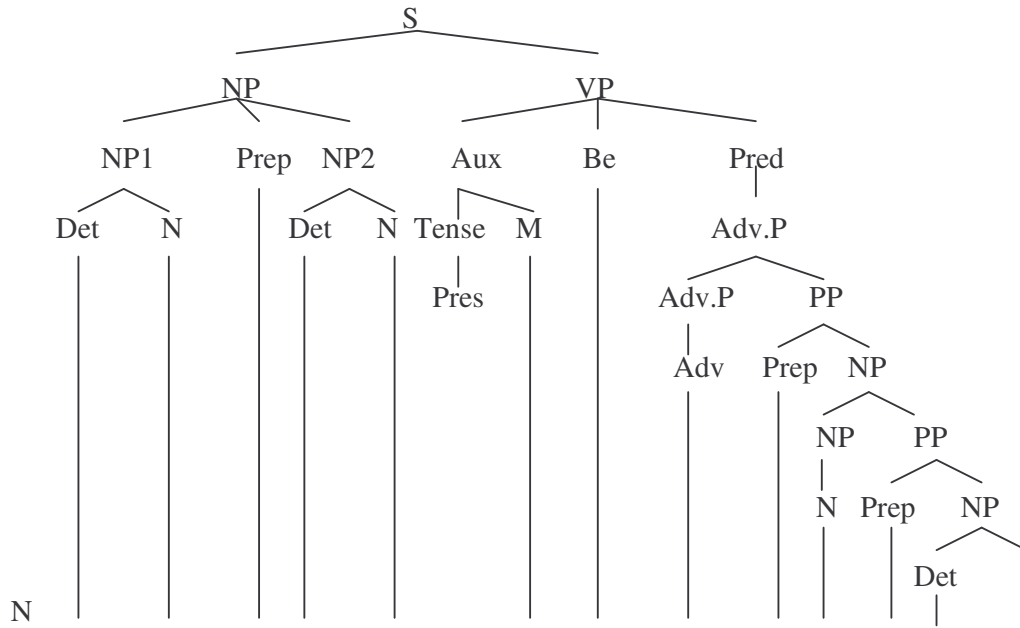 S
NP VP
NP1 Prep NP2 Aux Be Pred
Det N Det N Tense M Adv.P
Pres Adv.P PP
Adv Prep NP
NP PP
N Prep NP
Det
N